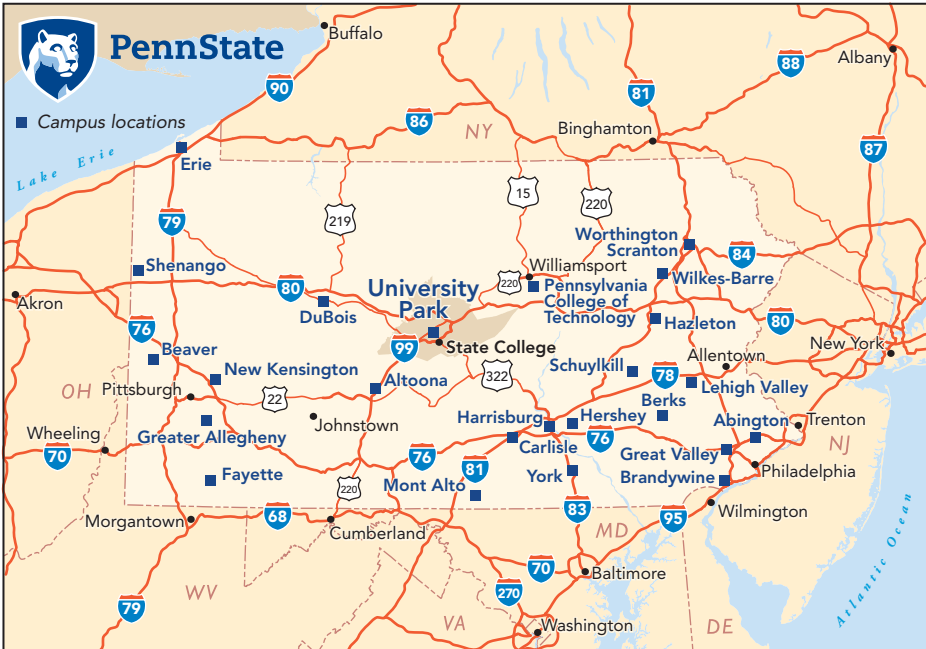 PennState
Campus locations
Buffalo
Albany
90
88
81
86
NY
Binghamton
87
Lake Erie
Erie
79
219
15
220
Worthington
Scranton
84
Shenango
Williamsport
220
Wilkes-Barre
80
Akron
University
Park
Pennsylvania
College of
Technology
DuBois
Hazleton
80
76
99
State College
New York
Beaver
Allentown
Schuylkill
78
New Kensington
322
Lehigh Valley
OH
Pittsburgh
22
Altoona
Berks
Johnstown
Harrisburg
Hershey
Abington
Trenton
Wheeling
Greater Allegheny
Carlisle
76
NJ
70
76
Great Valley
Philadelphia
Fayette
81
York
Brandywine
220
Mont Alto
Morgantown
68
83
95
Wilmington
Cumberland
MD
Atlantic Ocean
70
Baltimore
WV
270
79
VA
Washington
DE